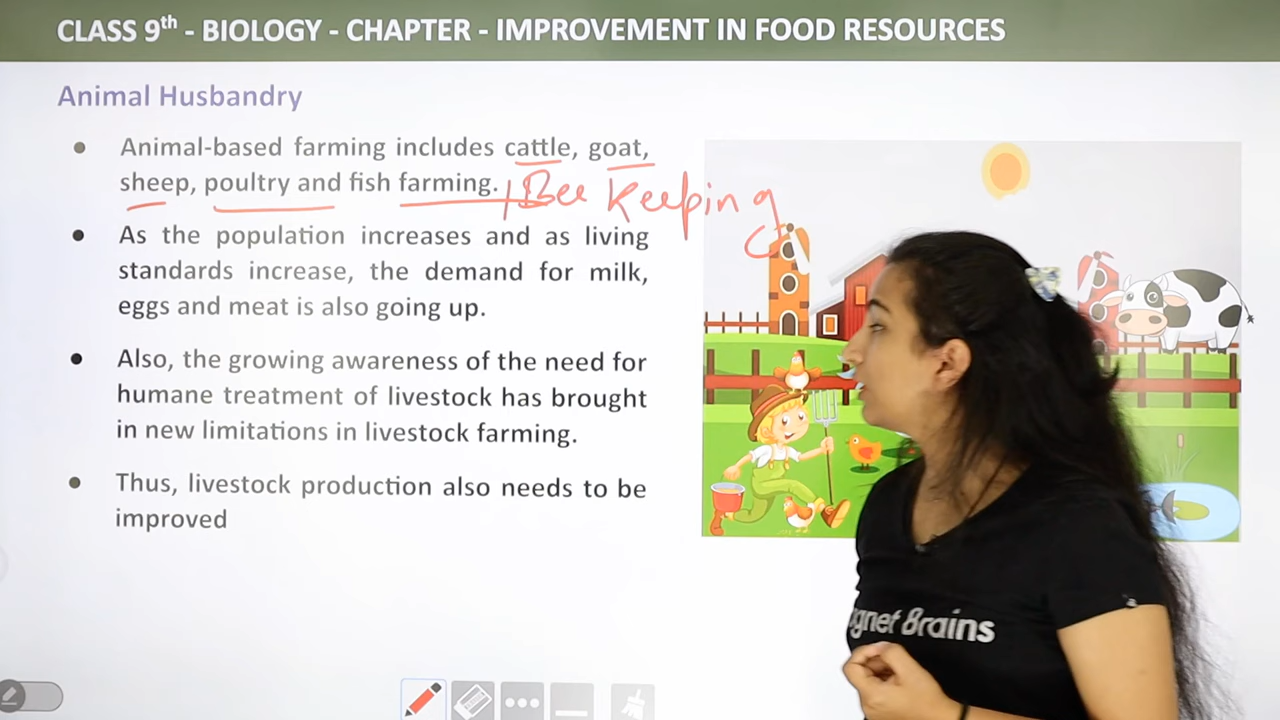 CLASS 9th - BIOLOGY - CHAPTER - IMPROVEMENT IN FOOD RESOURCES
Animal Husbandry
• Animal-based farming includes cattle, goat,
sheep, poultry and fish farming. | Bee Keeping
• As the population increases and as living
standards increase, the demand for milk,
eggs and meat is also going up.
• Also, the growing awareness of the need for
humane treatment of livestock has brought
in new limitations in livestock farming.
• Thus, livestock production also needs to be
improved
gnet Brains